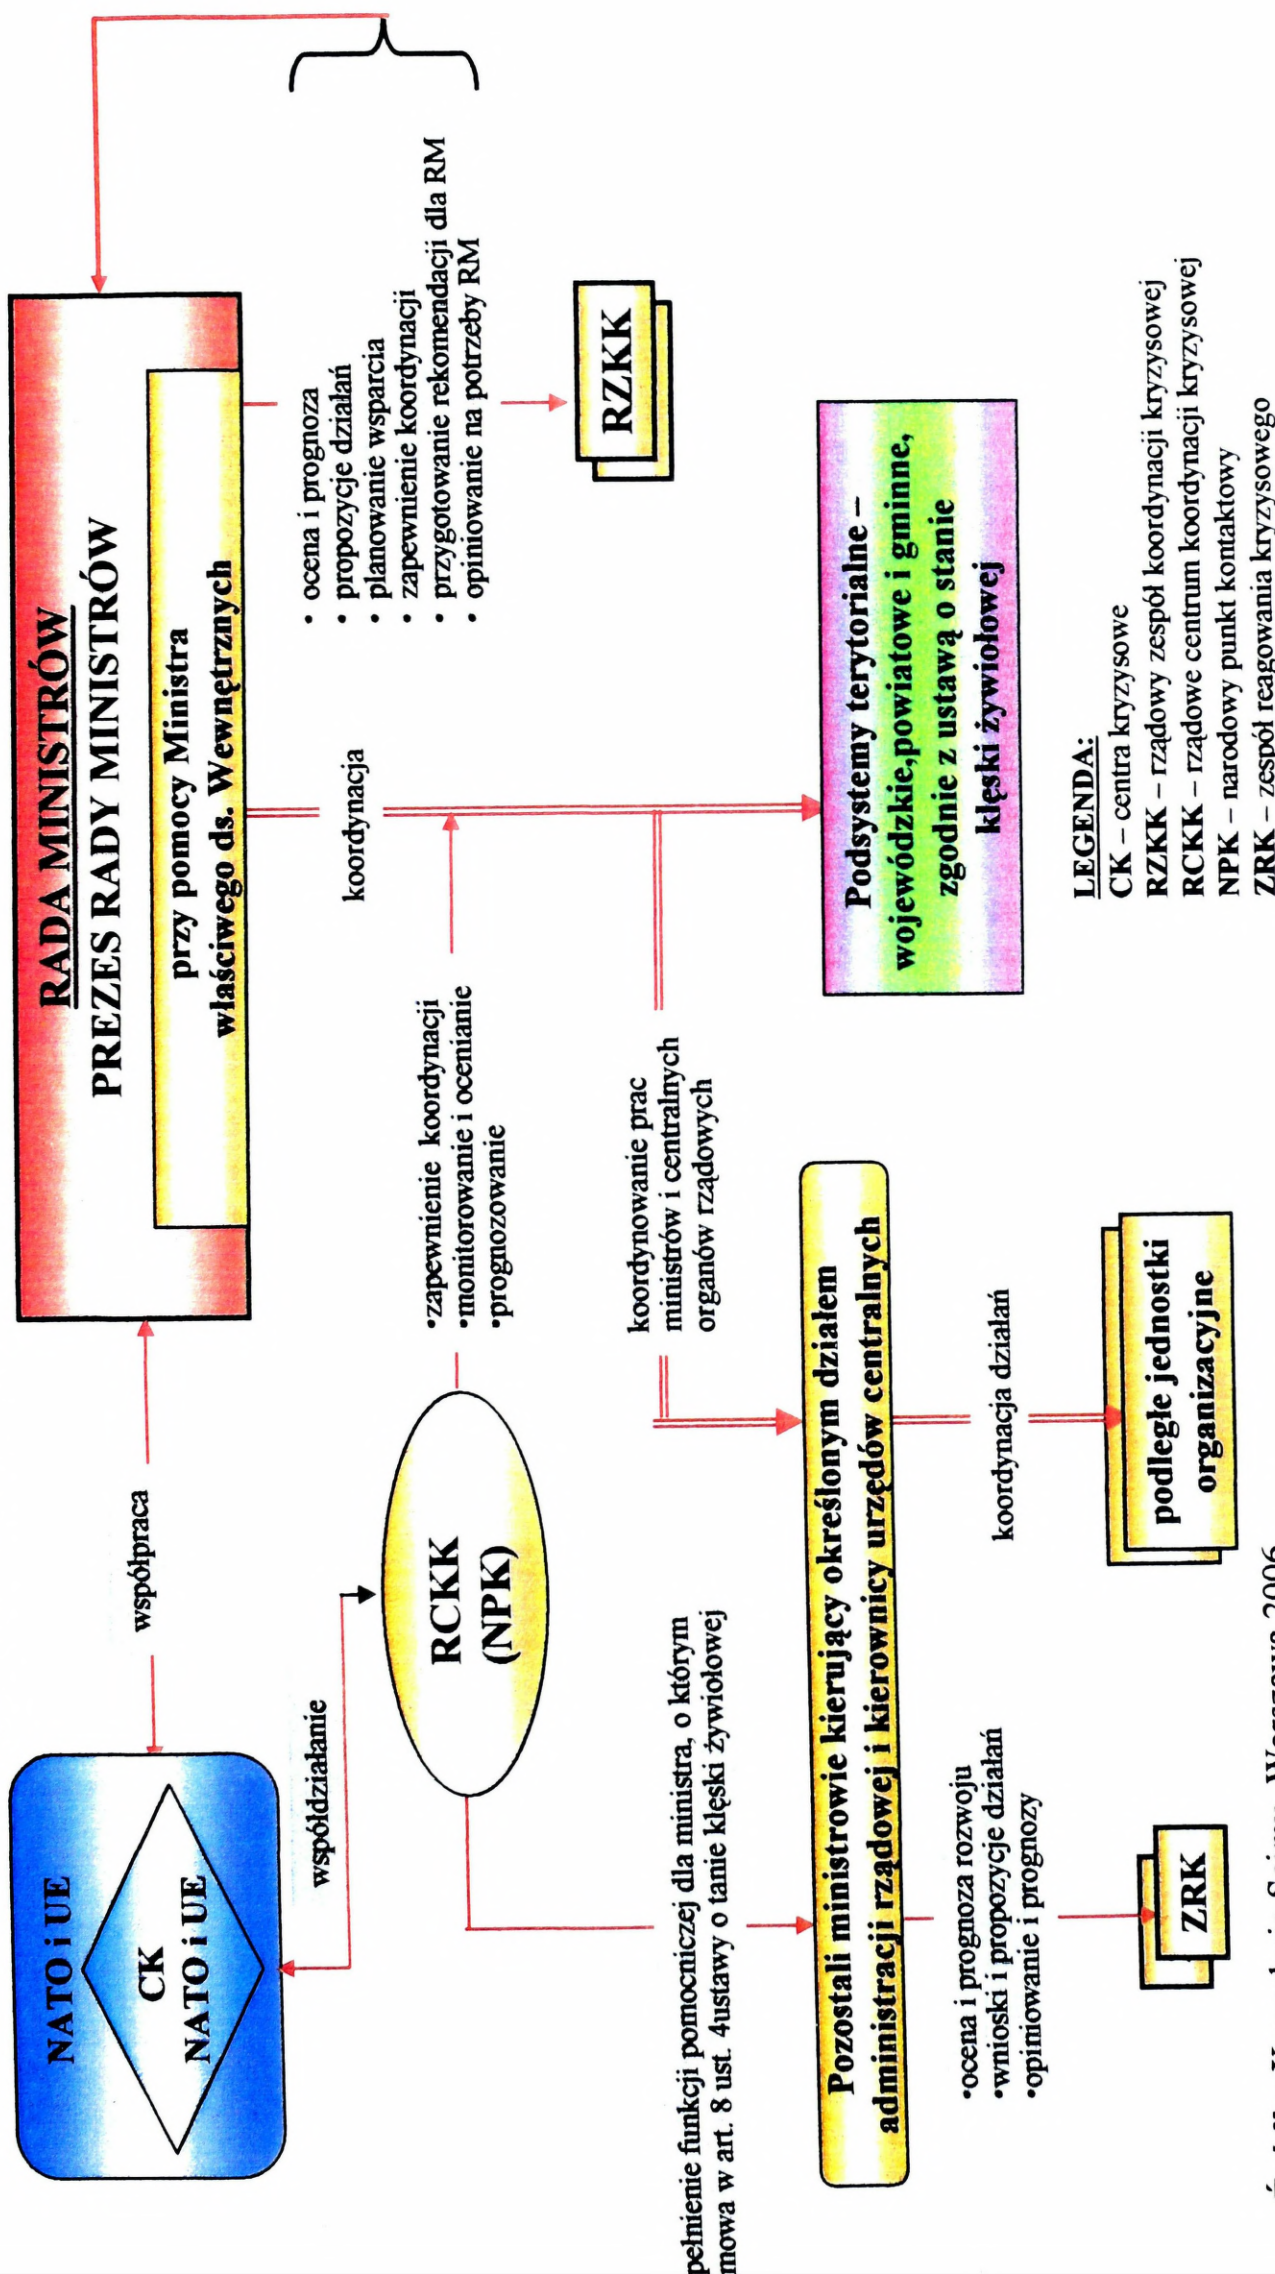 RADA MINISTRÓW
PREZES RADY MINISTRÓW
przy pomocy Ministra
właściwego ds. Wewnętrznych
NATO i UE
CK
NATO i UE
współpraca
współdziałanie
RCKK
(NPK)
•zapewnienie koordynacji
•monitorowanie i ocenianie
•prognozowanie
koordynacja
• ocena i prognoza
• propozycje działań
• planowanie wsparcia
• zapewnienie koordynacji
• przygotowanie rekomendacji dla RM
• opiniowanie na potrzeby RM
RZKK
pełnienie funkcji pomocniczej dla ministra, o którym
mowa w art. 8 ust. 4ustawy o tanie klęski żywiołowej
koordynowanie prac
ministrów i centralnych
organów rządowych
Pozostali ministrowie kierujący określonym działem
administracji rządowej i kierownicy urzędów centralnych
Podsystemy terytorialne –
wojewódzkie,powiatowe i gminne,
zgodnie z ustawą o stanie
klęski żywiołowej
•ocena i prognoza rozwoju
•wnioski i propozycje działań
•opiniowanie i prognozy
ZRK
koordynacja działań
podległe jednostki
organizacyjne
LEGENDA:
CK – centra kryzysowe
RZKK – rządowy zespół koordynacji kryzysowej
RCKK – rządowe centrum koordynacji kryzysowej
NPK – narodowy punkt kontaktowy
ZRK – zespół reagowania kryzysowego
2006